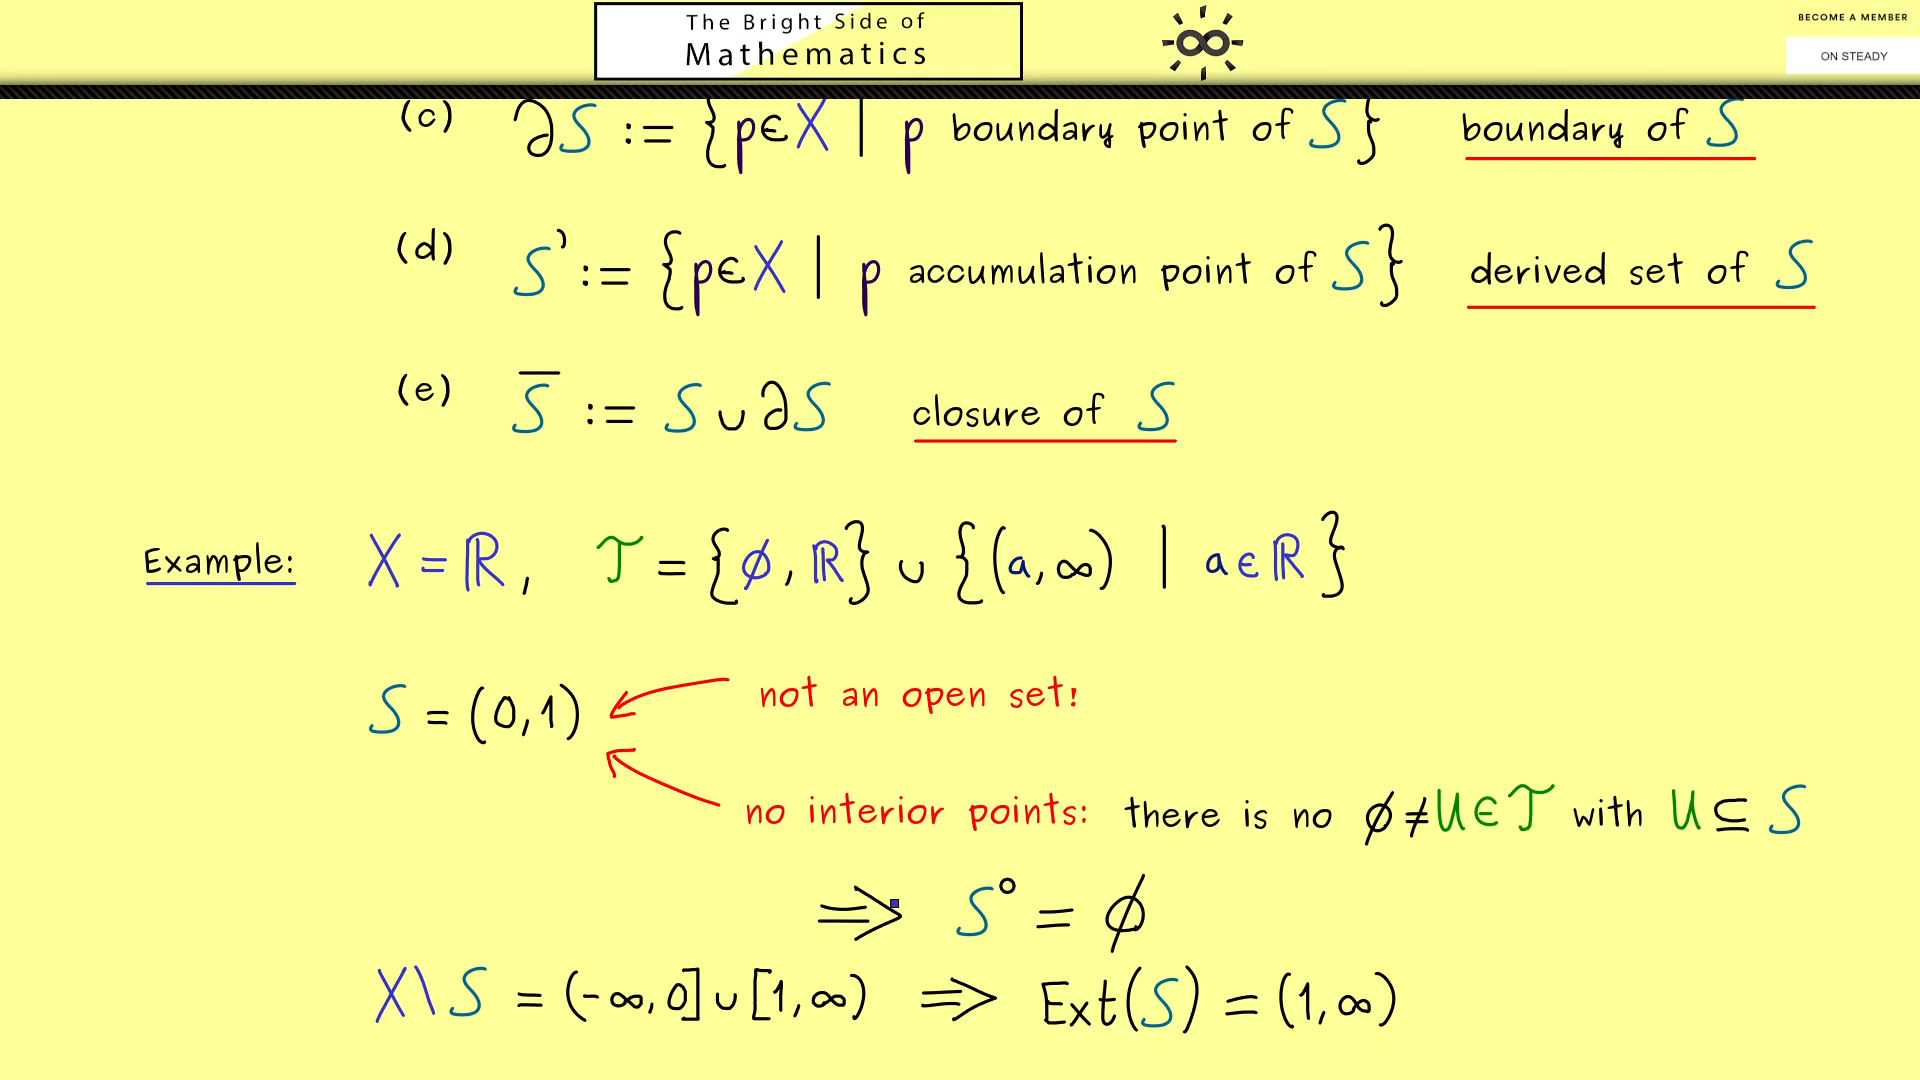 The Bright Side of
Mathematics
BECOME A MEMBER
ON STEADY
(c) ∂S := {p∈X | p boundary point of S} boundary of S
(d) S' := {p∈X | p accumulation point of S} derived set of S
(e) S̅ := S ∪ ∂S closure of S
Example: X = ℝ, 𝒯 = {ϕ, ℝ} ∪ {(a, ∞) | a∈ℝ}
S = (0,1) not an open set!
no interior points: there is no ϕ≠U∈𝒯 with U⊆S
⇒ S° = ϕ
X\S = (-∞, 0] ∪ [1, ∞) ⇒ Ext(S) = (1, ∞)